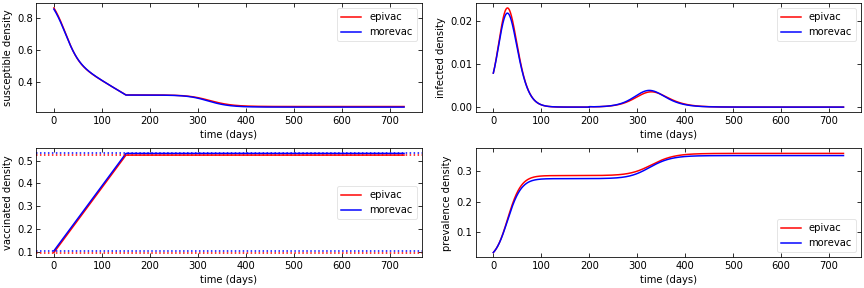 susceptible density
0.8
0.6
0.4
0 100 200 300 400 500 600 700
time (days)
epivac
morevac
infected density
0.02
0.01
0.00
0 100 200 300 400 500 600 700
time (days)
epivac
morevac
vaccinated density
0.5
0.4
0.3
0.2
0.1
0 100 200 300 400 500 600 700
time (days)
epivac
morevac
prevalence density
0.3
0.2
0.1
0 100 200 300 400 500 600 700
time (days)
epivac
morevac